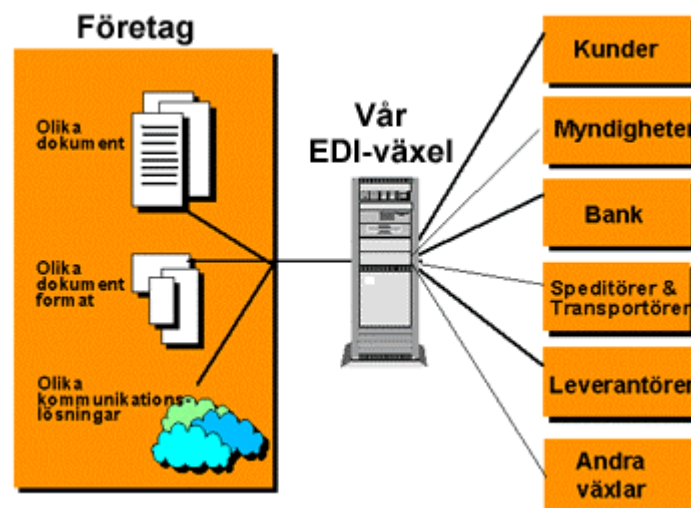 Företag
Olika
dokument
Olika
dokument
format
Olika
kommunikations-
lösningar
Vår
EDI-växel
Kunder
Myndigheter
Bank
Speditörer &
Transportörer
Leverantörer
Andra
växlar